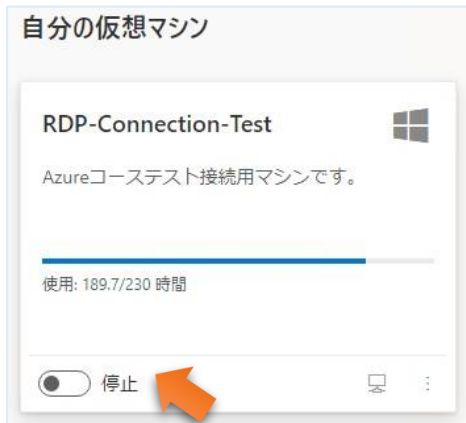 自分の仮想マシン
RDP-Connection-Test
Azureコーステスト接続用マシンです。
使用: 189.7/230 時間
停止